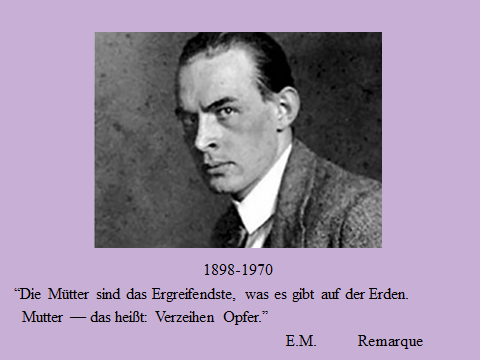 1898-1970
“Die Mütter sind das Ergreifendste, was es gibt auf der Erden.
Mutter — das heißt: Verzeihen Opfer.”
E.M. Remarque